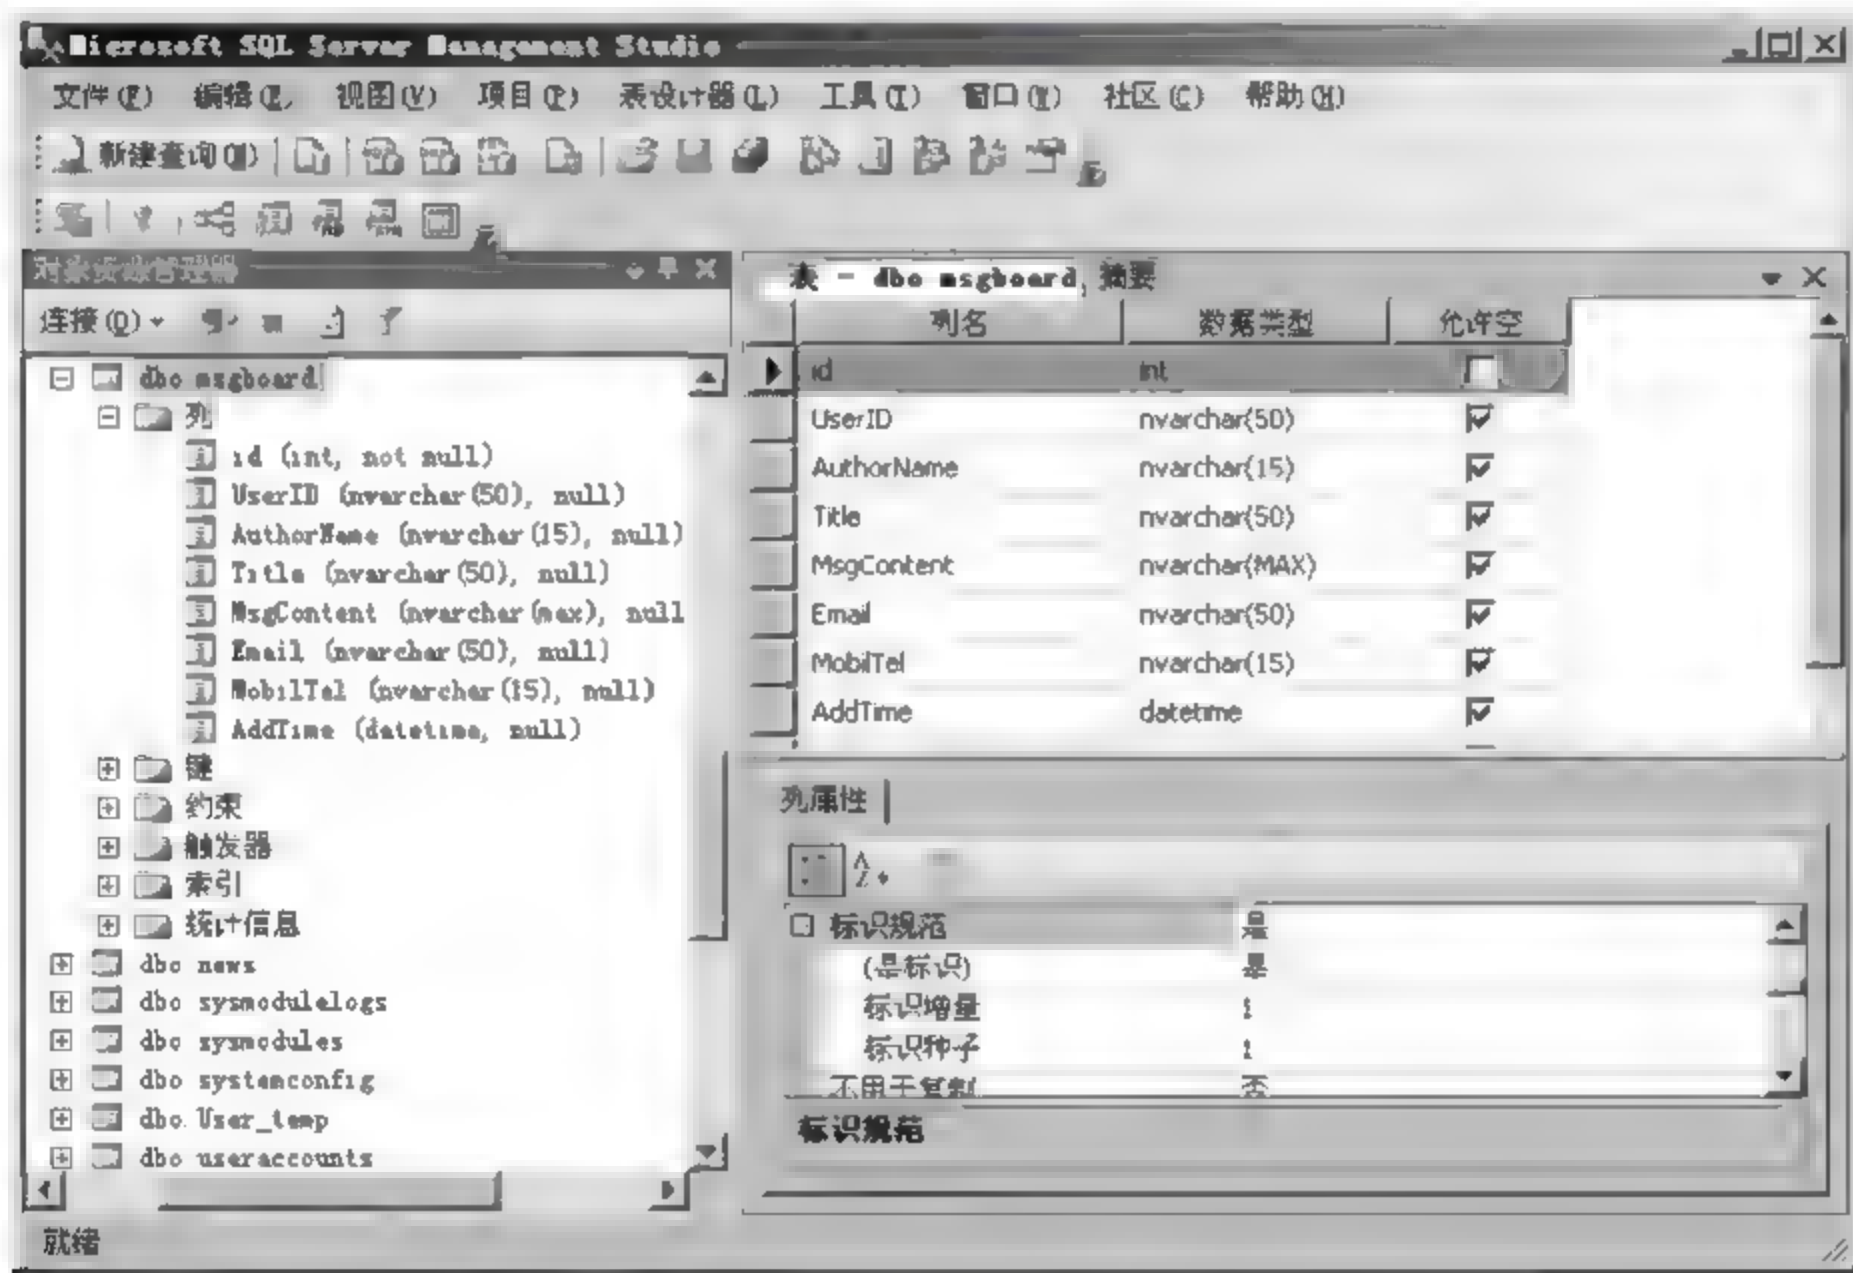 Microsoft SQL Server Management Studio
文件(F) 编辑(E) 视图(V) 项目(P) 表设计器(L) 工具(T) 窗口(W) 社区(C) 帮助(H)
新建查询(N)
对象资源管理器
连接(O)
dbo msgboard
列
id (int, not null)
UserID (nvarchar(50), null)
AuthorName (nvarchar(15), null)
Title (nvarchar(50), null)
MsgContent (nvarchar(max), null
Email (nvarchar(50), null)
MobilTel (nvarchar(15), null)
AddTime (datetime, null)
键
约束
触发器
索引
统计信息
dbo news
dbo sysmodulelogs
dbo sysmodules
dbo systemconfig
dbo.User_temp
dbo useraccounts
表 - dbo msgboard 摘要
列名 数据类型 允许空
id int
UserID nvarchar(50)
AuthorName nvarchar(15)
Title nvarchar(50)
MsgContent nvarchar(MAX)
Email nvarchar(50)
MobilTel nvarchar(15)
AddTime datetime
列属性
标识规范 是
(是标识) 是
标识增量 1
标识种子 1
不用于复制 否
标识规范
就绪